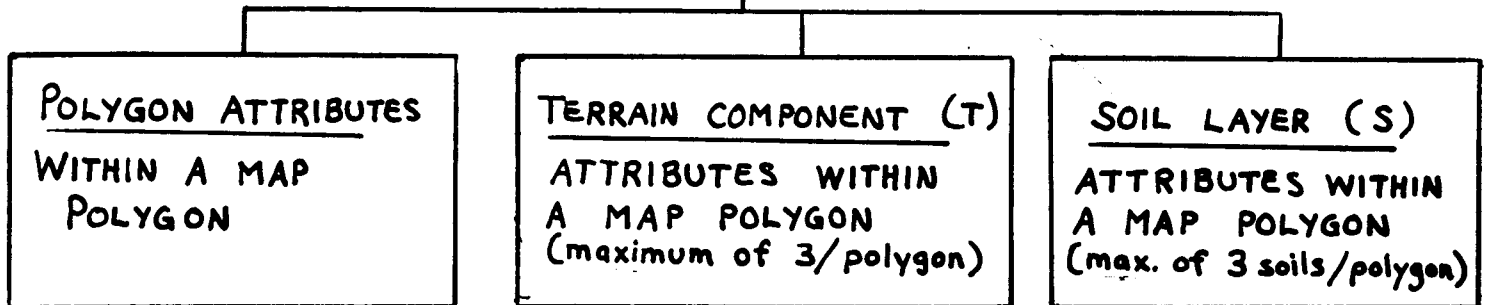 POLYGON ATTRIBUTES
WITHIN A MAP
POLYGON
TERRAIN COMPONENT (T)
ATTRIBUTES WITHIN
A MAP POLYGON
(maximum of 3/polygon)
SOIL LAYER (S)
ATTRIBUTES WITHIN
A MAP POLYGON
(max. of 3 soils/polygon)